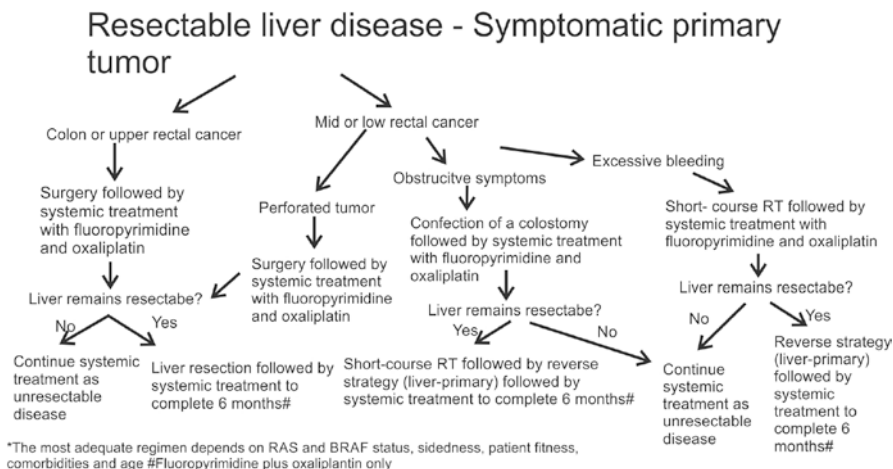 Resectable liver disease - Symptomatic primary
tumor
Colon or upper rectal cancer
Mid or low rectal cancer
Excessive bleeding
Obstrucitve symptoms
Perforated tumor
Surgery followed by
systemic treatment
with fluoropyrimidine
and oxaliplatin
Surgery followed by
systemic treatment
with fluoropyrimidine
and oxaliplatin
Confection of a colostomy
followed by systemic treatment
with fluoropyrimidine and
oxaliplatin
Short- course RT followed by
systemic treatment with
fluoropyrimidine and oxaliplatin
Liver remains resectabe?
Liver remains resectabe?
Liver remains resectabe?
No
Yes
Yes
No
No
Yes
Continue systemic
treatment as
unresectable
disease
Liver resection followed by
systemic treatment to
complete 6 months#
Short-course RT followed by reverse
strategy (liver-primary) followed by
systemic treatment to complete 6 months#
Continue
systemic
treatment as
unresectable
disease
Reverse strategy
(liver-primary)
followed by
systemic
treatment to
complete 6
months#
*The most adequate regimen depends on RAS and BRAF status, sidedness, patient fitness,
comorbidities and age #Fluoropyrimidine plus oxaliplantin only